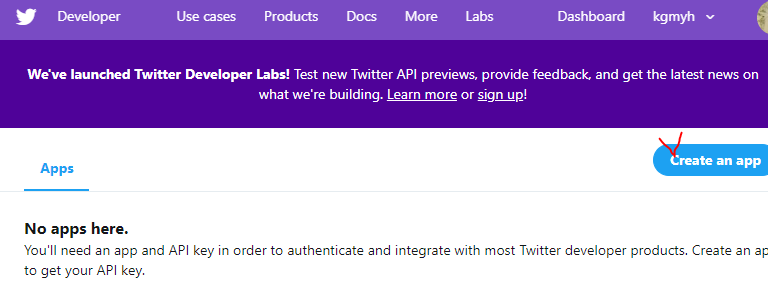 Developer Use cases Products Docs More Labs Dashboard kgmyh
We've launched Twitter Developer Labs! Test new Twitter API previews, provide feedback, and get the latest news on
what we're building. Learn more or sign up!
Apps
Create an app
No apps here.
You'll need an app and API key in order to authenticate and integrate with most Twitter developer products. Create an ap
to get your API key.